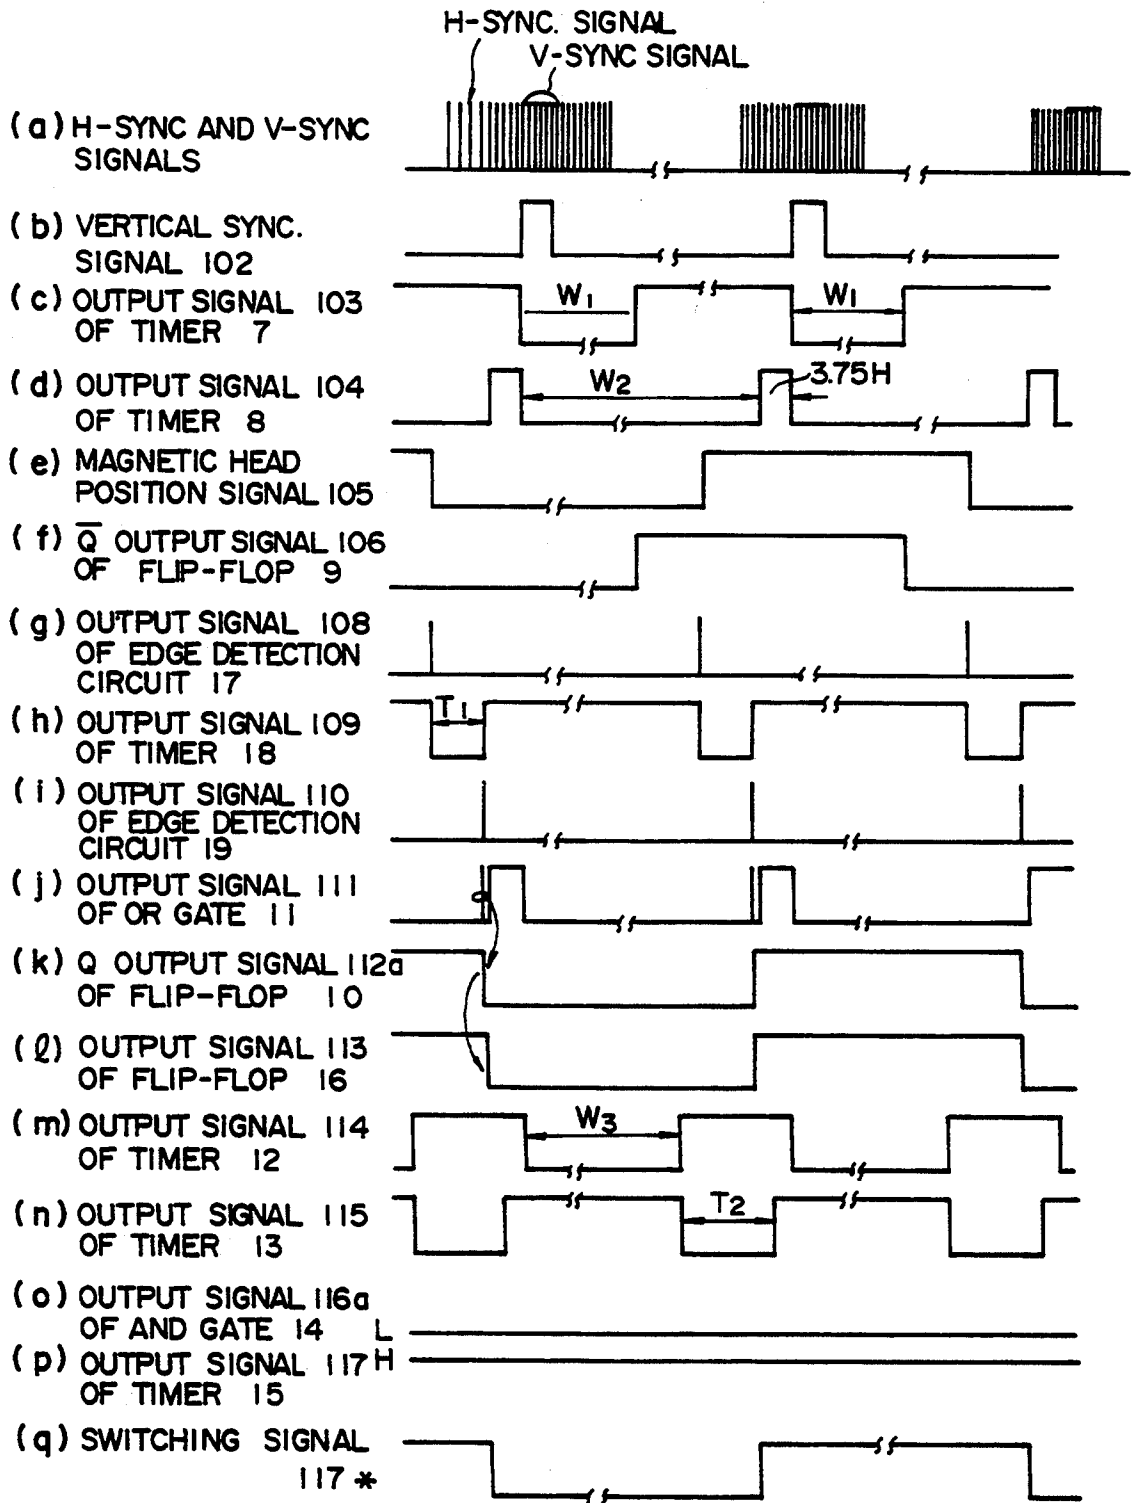 H-SYNC. SIGNAL
V-SYNC SIGNAL
(a) H-SYNC AND V-SYNC
SIGNALS
(b) VERTICAL SYNC.
SIGNAL 102
(c) OUTPUT SIGNAL 103
OF TIMER 7
W1
W1
(d) OUTPUT SIGNAL 104
OF TIMER 8
W2
3.75H
(e) MAGNETIC HEAD
POSITION SIGNAL 105
(f) Q̅ OUTPUT SIGNAL 106
OF FLIP-FLOP 9
(g) OUTPUT SIGNAL 108
OF EDGE DETECTION
CIRCUIT 17
(h) OUTPUT SIGNAL 109
OF TIMER 18
T1
(i) OUTPUT SIGNAL 110
OF EDGE DETECTION
CIRCUIT 19
(j) OUTPUT SIGNAL 111
OF OR GATE 11
(k) Q OUTPUT SIGNAL 112a
OF FLIP-FLOP 10
(ℓ) OUTPUT SIGNAL 113
OF FLIP-FLOP 16
(m) OUTPUT SIGNAL 114
OF TIMER 12
W3
(n) OUTPUT SIGNAL 115
OF TIMER 13
T2
(o) OUTPUT SIGNAL 116a
OF AND GATE 14 L
(p) OUTPUT SIGNAL 117 H
OF TIMER 15
(q) SWITCHING SIGNAL
117 *